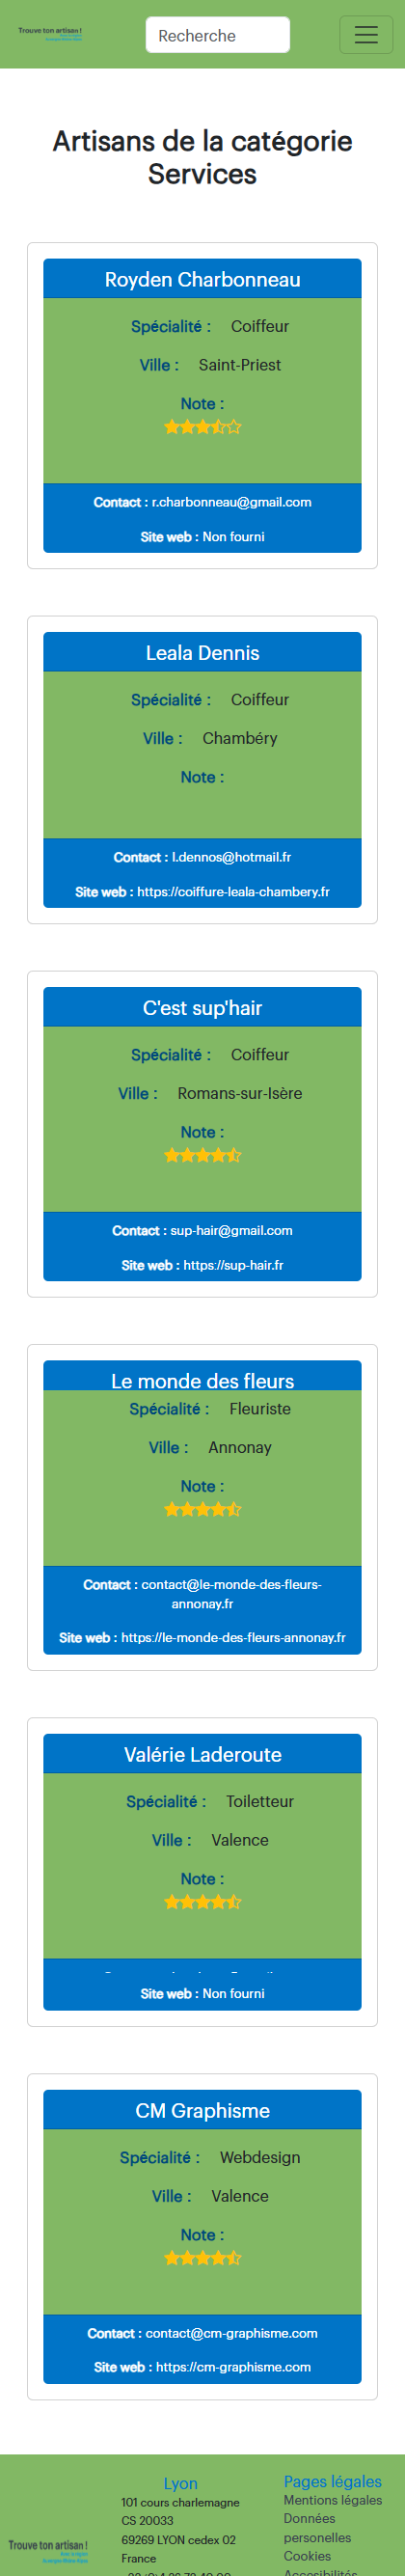 Trouve ton artisan !
Recherche
Artisans de la catégorie
Services
Royden Charbonneau
Spécialité : Coiffeur
Ville : Saint-Priest
Note :
Contact : r.charbonneau@gmail.com
Site web : Non fourni
Leala Dennis
Spécialité : Coiffeur
Ville : Chambéry
Note :
Contact : l.dennos@hotmail.fr
Site web : https://coiffure-leala-chambery.fr
C'est sup'hair
Spécialité : Coiffeur
Ville : Romans-sur-Isère
Note :
Contact : sup-hair@gmail.com
Site web : https://sup-hair.fr
Le monde des fleurs
Spécialité : Fleuriste
Ville : Annonay
Note :
Contact : contact@le-monde-des-fleurs-
annonay.fr
Site web : https://le-monde-des-fleurs-annonay.fr
Valérie Laderoute
Spécialité : Toiletteur
Ville : Valence
Note :
Site web : Non fourni
CM Graphisme
Spécialité : Webdesign
Ville : Valence
Note :
Contact : contact@cm-graphisme.com
Site web : https://cm-graphisme.com
Trouve ton artisan !
Lyon
101 cours charlemagne
CS 20033
69269 LYON cedex 02
France
Pages légales
Mentions légales
Données
personelles
Cookies